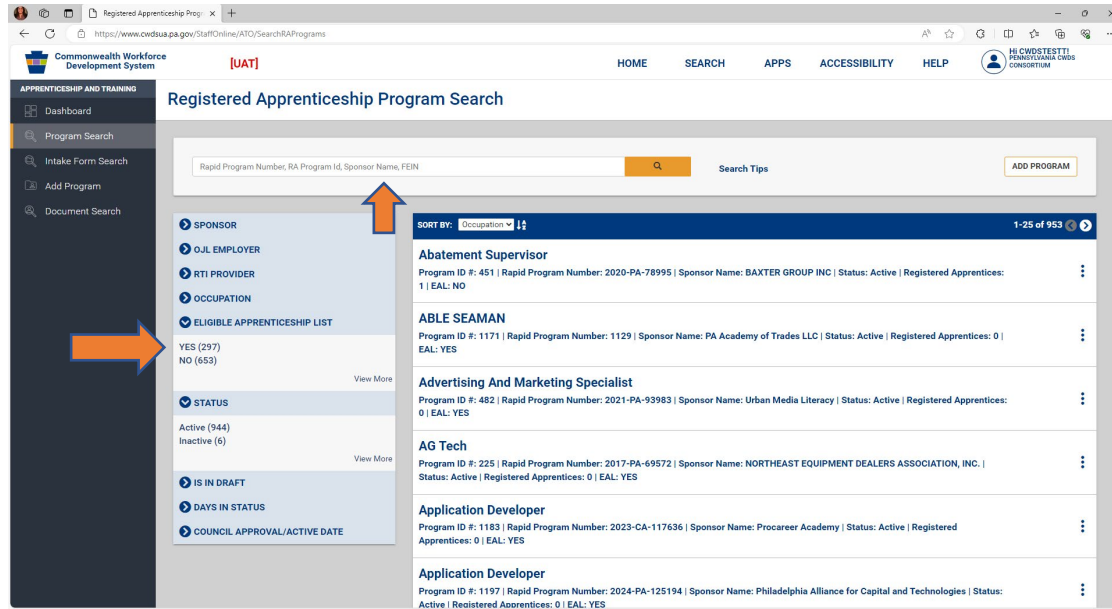 Registered Apprenticeship Prog
https://www.cwdsua.pa.gov/StaffOnline/ATO/SearchRAPrograms
Commonwealth Workforce
Development System
[UAT]
HOME
SEARCH
APPS
ACCESSIBILITY
HELP
Hi CWDSTESTT!
PENNSYLVANIA CWDS
CONSORTIUM
APPRENTICESHIP AND TRAINING
Dashboard
Program Search
Intake Form Search
Add Program
Document Search
Registered Apprenticeship Program Search
Rapid Program Number, RA Program Id, Sponsor Name, FEIN
Search Tips
ADD PROGRAM
SPONSOR
OJL EMPLOYER
RTI PROVIDER
OCCUPATION
ELIGIBLE APPRENTICESHIP LIST
YES (297)
NO (653)
View More
STATUS
Active (944)
Inactive (6)
View More
IS IN DRAFT
DAYS IN STATUS
COUNCIL APPROVAL/ACTIVE DATE
SORT BY: Occupation
1-25 of 953
Abatement Supervisor
Program ID #: 451 | Rapid Program Number: 2020-PA-78995 | Sponsor Name: BAXTER GROUP INC | Status: Active | Registered Apprentices:
1 | EAL: NO
ABLE SEAMAN
Program ID #: 1171 | Rapid Program Number: 1129 | Sponsor Name: PA Academy of Trades LLC | Status: Active | Registered Apprentices: 0 |
EAL: YES
Advertising And Marketing Specialist
Program ID #: 482 | Rapid Program Number: 2021-PA-93983 | Sponsor Name: Urban Media Literacy | Status: Active | Registered Apprentices:
0 | EAL: YES
AG Tech
Program ID #: 225 | Rapid Program Number: 2017-PA-69572 | Sponsor Name: NORTHEAST EQUIPMENT DEALERS ASSOCIATION, INC. |
Status: Active | Registered Apprentices: 0 | EAL: YES
Application Developer
Program ID #: 1183 | Rapid Program Number: 2023-CA-117636 | Sponsor Name: Procareer Academy | Status: Active | Registered
Apprentices: 0 | EAL: YES
Application Developer
Program ID #: 1197 | Rapid Program Number: 2024-PA-125194 | Sponsor Name: Philadelphia Alliance for Capital and Technologies | Status:
Active | Registered Apprentices: 0 | EAL: YES